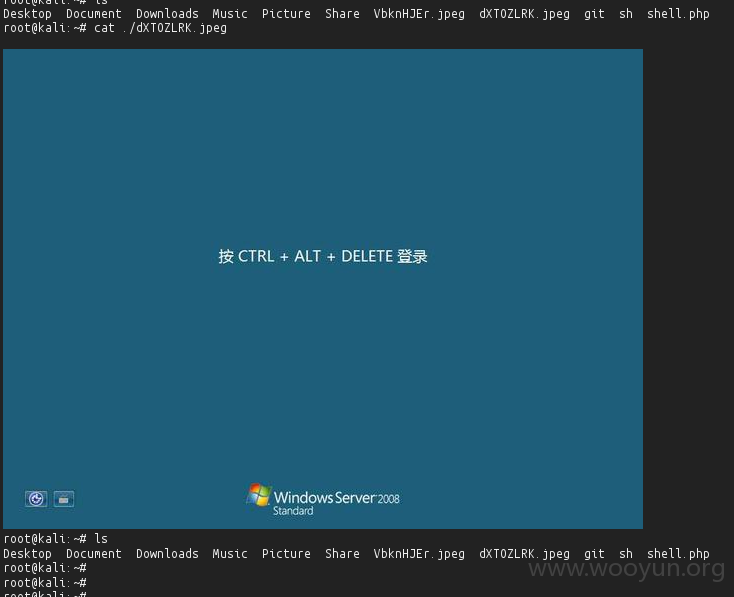 root@kali:~# ls
Desktop Document Downloads Music Picture Share VbknHJEr.jpeg dXTOZLRK.jpeg git sh shell.php
root@kali:~# cat ./dXTOZLRK.jpeg
按 CTRL + ALT + DELETE 登录
Windows Server 2008
Standard
root@kali:~# ls
Desktop Document Downloads Music Picture Share VbknHJEr.jpeg dXTOZLRK.jpeg git sh shell.php
root@kali:~#
root@kali:~#
root@kali:~#
www.wooyun.org